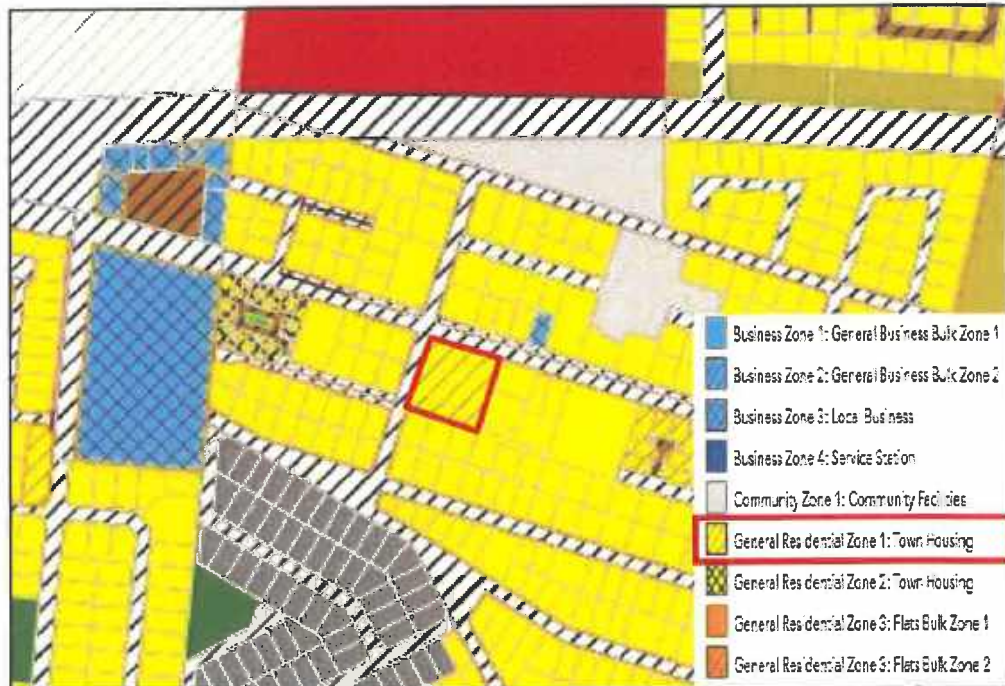 Business Zone 1: General Business Bulk Zone 1
Business Zone 2: General Business Bulk Zone 2
Business Zone 3: Local Business
Business Zone 4: Service Station
Community Zone 1: Community Facilities
General Residential Zone 1: Town Housing
General Residential Zone 2: Town Housing
General Residential Zone 3: Flats Bulk Zone 1
General Residential Zone 3: Flats Bulk Zone 2